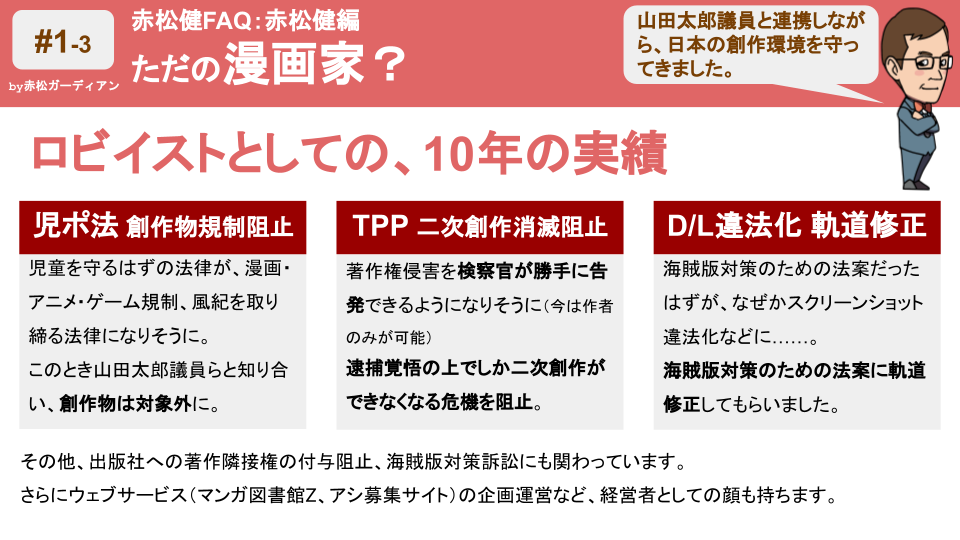 #1-3
by赤松ガーディアン
赤松健FAQ：赤松健編
ただの漫画家？
山田太郎議員と連携しなが
ら、日本の創作環境を守っ
てきました。
ロビイストとしての、10年の実績
児ポ法 創作物規制阻止
児童を守るはずの法律が、漫画・
アニメ・ゲーム規制、風紀を取り
締る法律になりそうに。
このとき山田太郎議員らと知り合
い、創作物は対象外に。
TPP 二次創作消滅阻止
著作権侵害を検察官が勝手に告
発できるようになりそうに（今は作者
のみが可能）
逮捕覚悟の上でしか二次創作が
できなくなる危機を阻止。
D/L違法化 軌道修正
海賊版対策のための法案だった
はずが、なぜかスクリーンショット
違法化などに……。
海賊版対策のための法案に軌道
修正してもらいました。
その他、出版社への著作隣接権の付与阻止、海賊版対策訴訟にも関わっています。
さらにウェブサービス（マンガ図書館Z、アシ募集サイト）の企画運営など、経営者としての顔も持ちます。